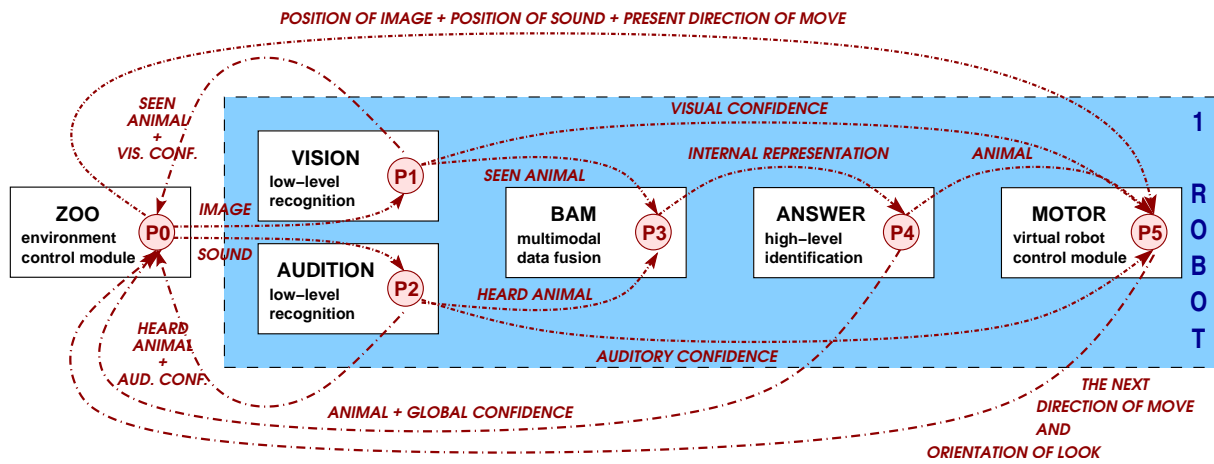 POSITION OF IMAGE + POSITION OF SOUND + PRESENT DIRECTION OF MOVE
SEEN
ANIMAL
+
VIS. CONF.
VISUAL CONFIDENCE
1 ROBOT
VISION
low–level
recognition
P1
SEEN ANIMAL
INTERNAL REPRESENTATION
ANIMAL
ZOO
environment
control module
P0
IMAGE
SOUND
BAM
multimodal
data fusion
P3
ANSWER
high–level
identification
P4
MOTOR
virtual robot
control module
P5
AUDITION
low–level
recognition
P2
HEARD ANIMAL
HEARD
ANIMAL
+
AUD. CONF.
AUDITORY CONFIDENCE
ANIMAL + GLOBAL CONFIDENCE
THE NEXT
DIRECTION OF MOVE
AND
ORIENTATION OF LOOK